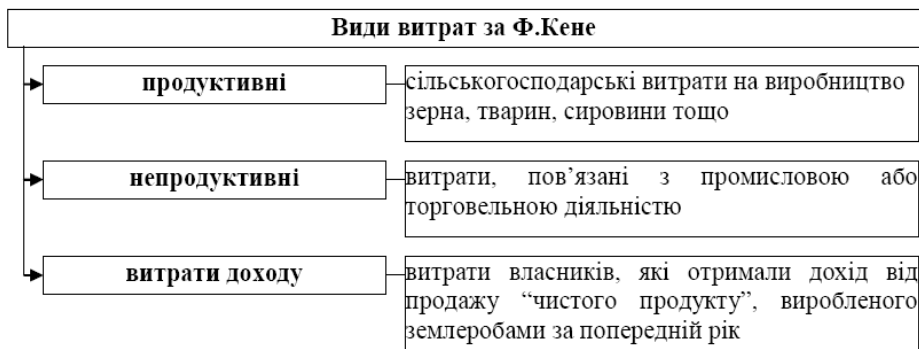 Види витрат за Ф.Кене
продуктивні
сільськогосподарські витрати на виробництво
зерна, тварин, сировини тощо
непродуктивні
витрати, пов’язані з промисловою або
торговельною діяльністю
витрати доходу
витрати власників, які отримали дохід від
продажу “чистого продукту”, виробленого
землеробами за попередній рік